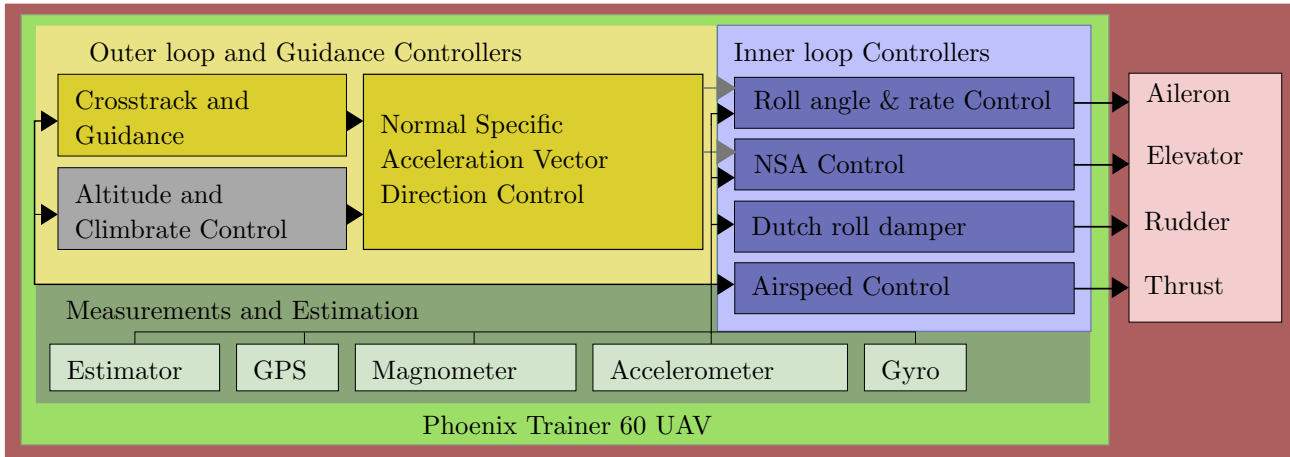 Outer loop and Guidance Controllers
Crosstrack and
Guidance
Altitude and
Climbrate Control
Normal Specific
Acceleration Vector
Direction Control
Inner loop Controllers
Roll angle & rate Control
NSA Control
Dutch roll damper
Airspeed Control
Aileron
Elevator
Rudder
Thrust
Measurements and Estimation
Estimator
GPS
Magnometer
Accelerometer
Gyro
Phoenix Trainer 60 UAV